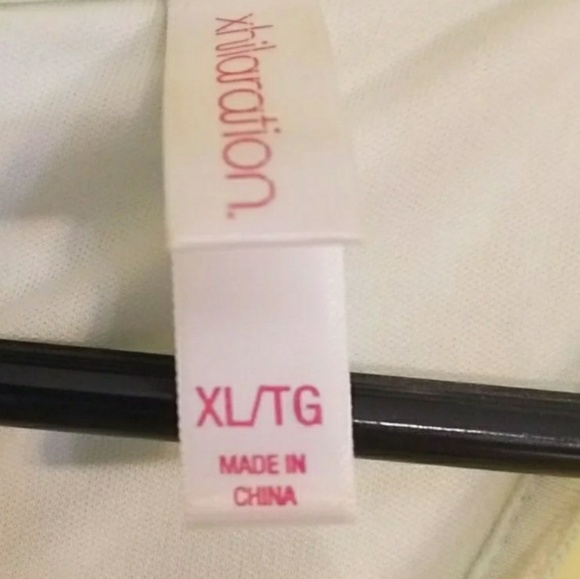 xhilaration.
XL/TG
MADE IN
CHINA